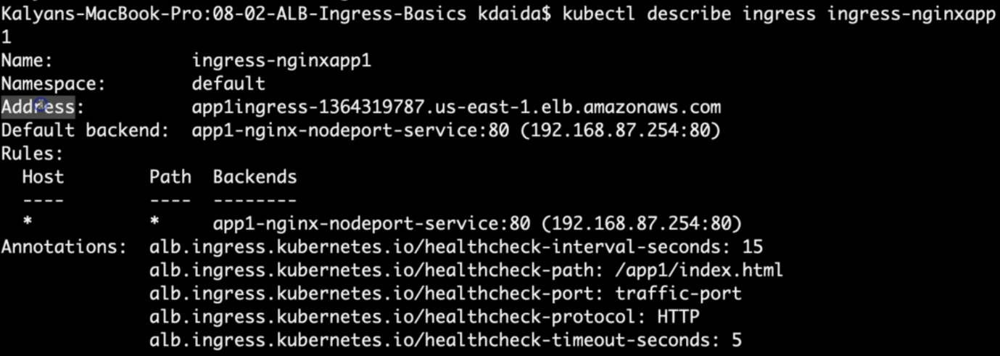 Kalyans-MacBook-Pro:08-02-ALB-Ingress-Basics kdaida$ kubectl describe ingress ingress-nginxapp
1
Name:             ingress-nginxapp1
Namespace:        default
Address:          app1ingress-1364319787.us-east-1.elb.amazonaws.com
Default backend:  app1-nginx-nodeport-service:80 (192.168.87.254:80)
Rules:
  Host        Path  Backends
  ----        ----  --------
  *           *     app1-nginx-nodeport-service:80 (192.168.87.254:80)
Annotations:  alb.ingress.kubernetes.io/healthcheck-interval-seconds: 15
              alb.ingress.kubernetes.io/healthcheck-path: /app1/index.html
              alb.ingress.kubernetes.io/healthcheck-port: traffic-port
              alb.ingress.kubernetes.io/healthcheck-protocol: HTTP
              alb.ingress.kubernetes.io/healthcheck-timeout-seconds: 5